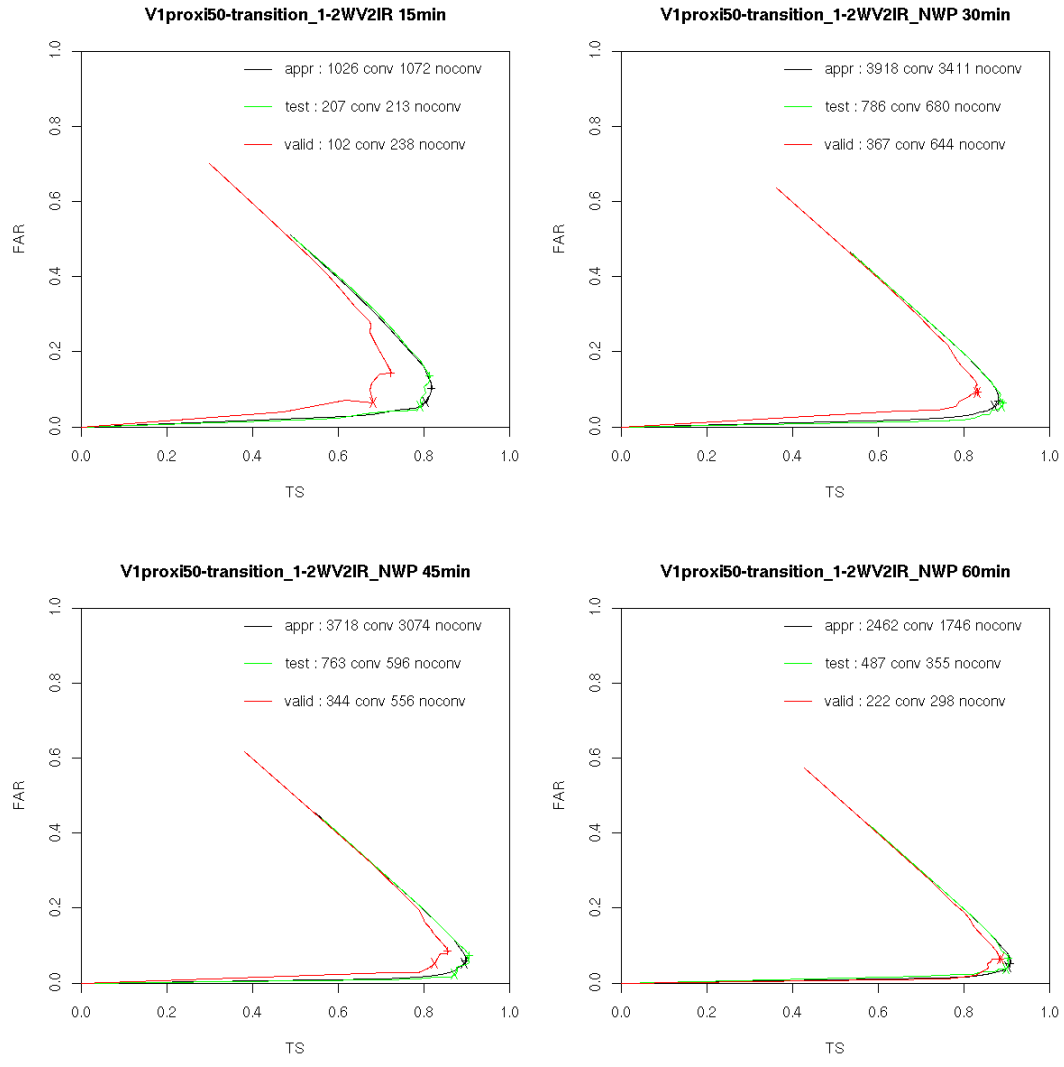 V1proxi50-transition_1-2WV2IR 15min
appr : 1026 conv 1072 noconv
test : 207 conv 213 noconv
valid : 102 conv 238 noconv
FAR
0.0 0.2 0.4 0.6 0.8 1.0
0.0 0.2 0.4 0.6 0.8 1.0
TS
V1proxi50-transition_1-2WV2IR_NWP 30min
appr : 3918 conv 3411 noconv
test : 786 conv 680 noconv
valid : 367 conv 644 noconv
FAR
0.0 0.2 0.4 0.6 0.8 1.0
0.0 0.2 0.4 0.6 0.8 1.0
TS
V1proxi50-transition_1-2WV2IR_NWP 45min
appr : 3718 conv 3074 noconv
test : 763 conv 596 noconv
valid : 344 conv 556 noconv
FAR
0.0 0.2 0.4 0.6 0.8 1.0
0.0 0.2 0.4 0.6 0.8 1.0
TS
V1proxi50-transition_1-2WV2IR_NWP 60min
appr : 2462 conv 1746 noconv
test : 487 conv 355 noconv
valid : 222 conv 298 noconv
FAR
0.0 0.2 0.4 0.6 0.8 1.0
0.0 0.2 0.4 0.6 0.8 1.0
TS